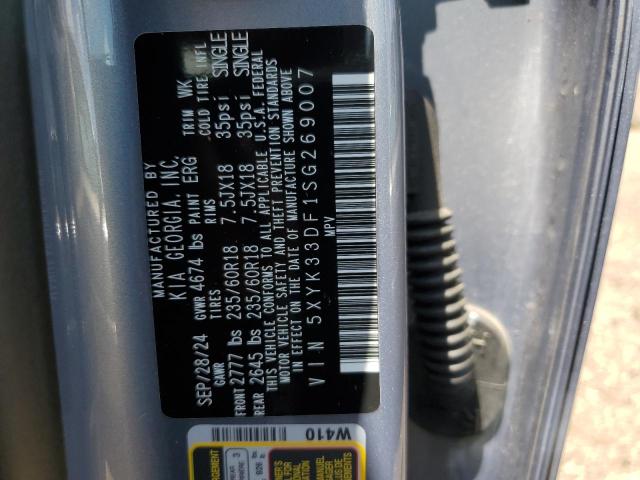 MANUFACTURED BY
KIA GEORGIA, INC.
SEP/28/24 GVWR 4674 lbs PAINT ERG TRIM WK
GAWR TIRES RIMS COLD TIRE INFL
FRONT 2777 lbs 235/60R18 7.5JX18 35psi SINGLE
REAR 2645 lbs 235/60R18 7.5JX18 35psi SINGLE
THIS VEHICLE CONFORMS TO ALL APPLICABLE U.S.A. FEDERAL
MOTOR VEHICLE SAFETY AND THEFT PREVENTION STANDARDS
IN EFFECT ON THE DATE OF MANUFACTURE SHOWN ABOVE
VIN 5XYK33DF1SG269007
MPV
W410